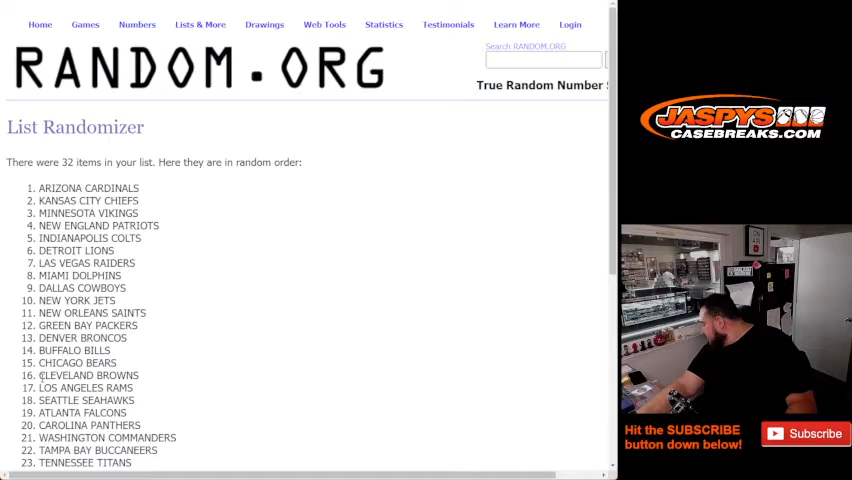 Home Games Numbers Lists & More Drawings Web Tools Statistics Testimonials Learn More Login
RANDOM.ORG
Search RANDOM.ORG
True Random Number S
List Randomizer
There were 32 items in your list. Here they are in random order:
1. ARIZONA CARDINALS
2. KANSAS CITY CHIEFS
3. MINNESOTA VIKINGS
4. NEW ENGLAND PATRIOTS
5. INDIANAPOLIS COLTS
6. DETROIT LIONS
7. LAS VEGAS RAIDERS
8. MIAMI DOLPHINS
9. DALLAS COWBOYS
10. NEW YORK JETS
11. NEW ORLEANS SAINTS
12. GREEN BAY PACKERS
13. DENVER BRONCOS
14. BUFFALO BILLS
15. CHICAGO BEARS
16. CLEVELAND BROWNS
17. LOS ANGELES RAMS
18. SEATTLE SEAHAWKS
19. ATLANTA FALCONS
20. CAROLINA PANTHERS
21. WASHINGTON COMMANDERS
22. TAMPA BAY BUCCANEERS
23. TENNESSEE TITANS
JASPYS
CASEBREAKS.COM
ON
AIR
Hit the SUBSCRIBE
button down below!
Subscribe